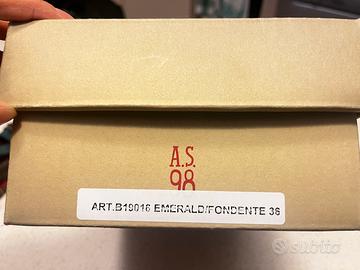 A.S.
98
ART.B19016 EMERALD/FONDENTE 36
subito